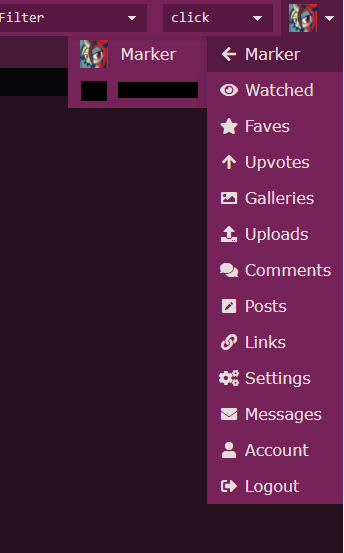 Filter click
Marker
Marker
Watched
Faves
Upvotes
Galleries
Uploads
Comments
Posts
Links
Settings
Messages
Account
Logout